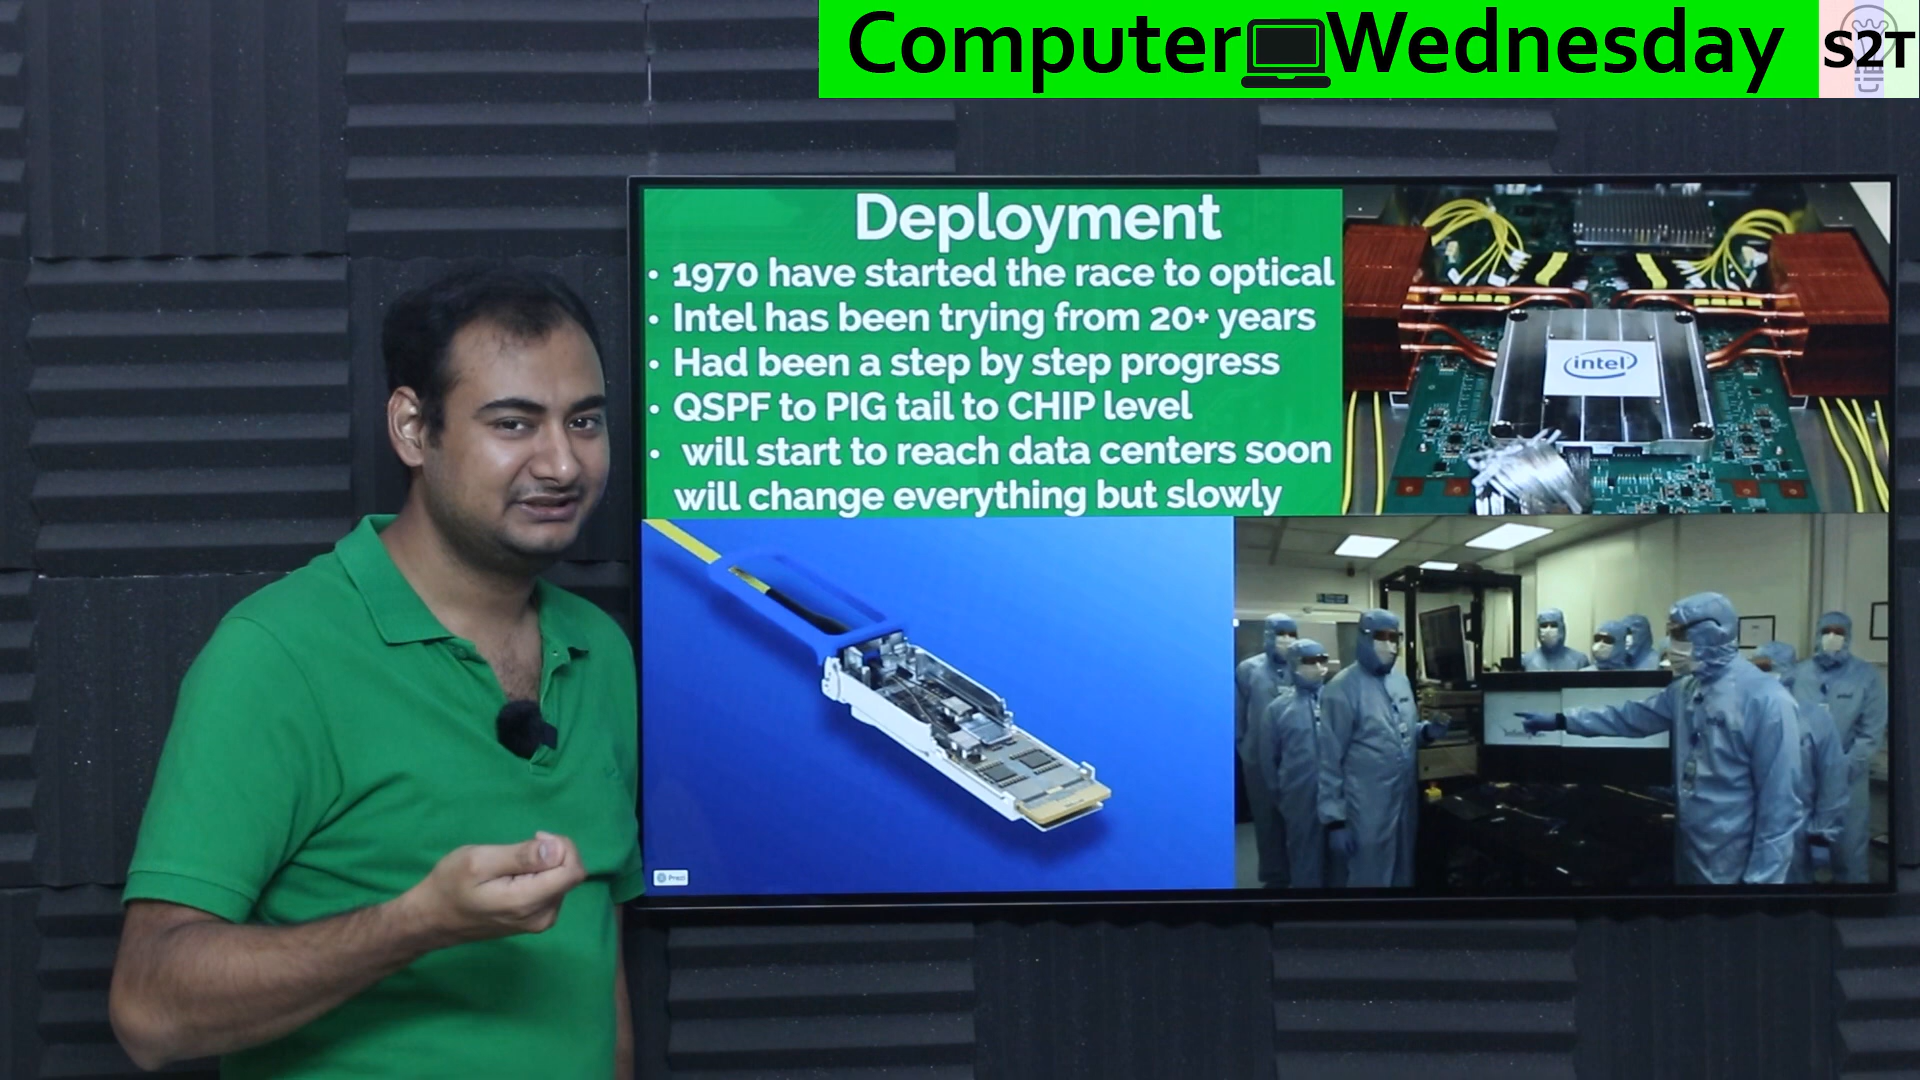 Computer Wednesday
S2T
Deployment
• 1970 have started the race to optical
• Intel has been trying from 20+ years
• Had been a step by step progress
• QSPF to PIG tail to CHIP level
• will start to reach data centers soon
will change everything but slowly
intel
Prezi